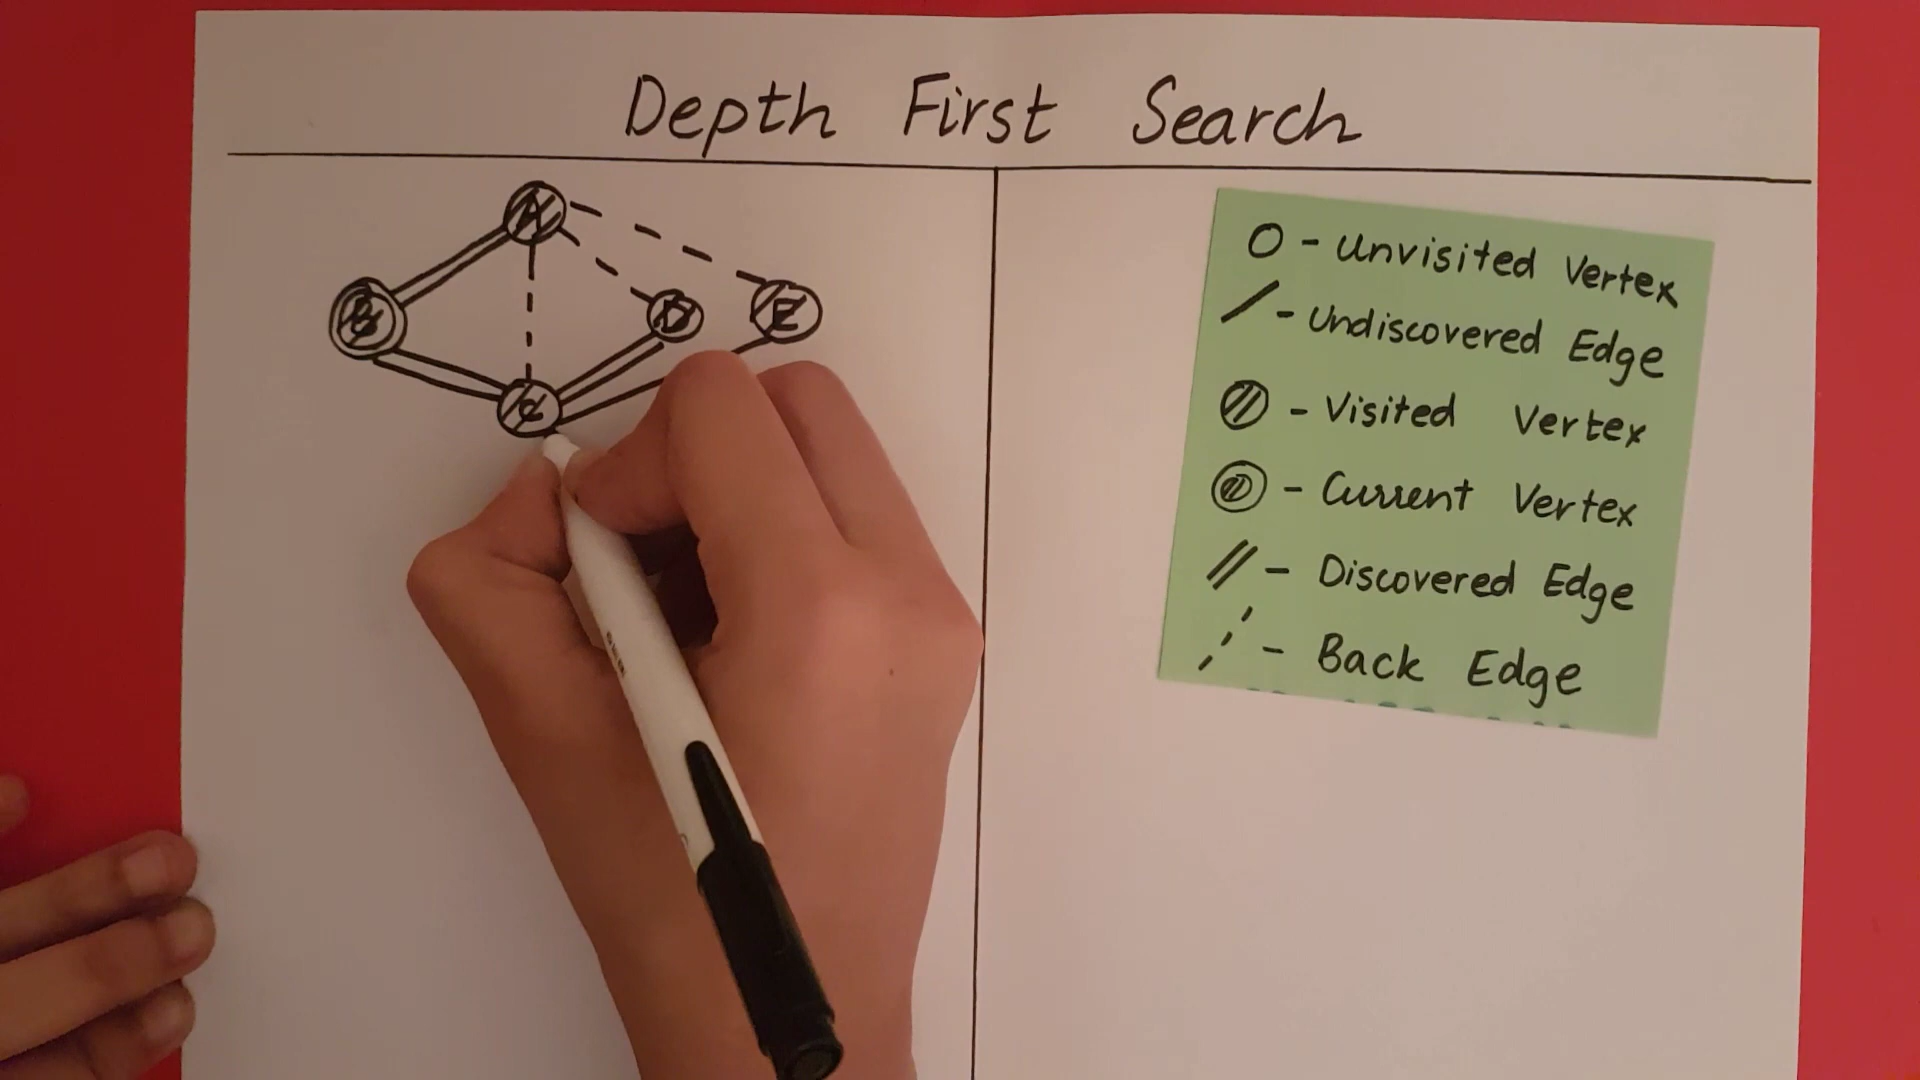 Depth First Search
A
B
D
E
C
O - Unvisited Vertex
/ - Undiscovered Edge
- Visited Vertex
- Current Vertex
// - Discovered Edge
- Back Edge